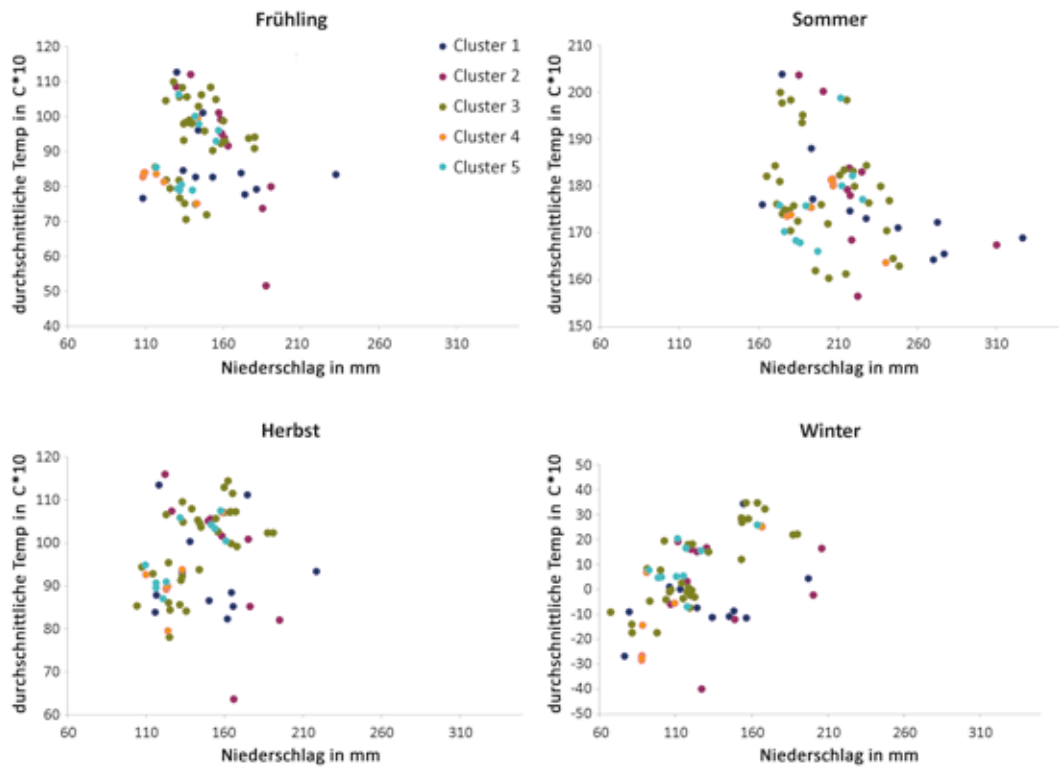 Frühling
durchschnittliche Temp in C*10
120
110
100
90
80
70
60
50
40
60 110 160 210 260 310
Niederschlag in mm
Cluster 1
Cluster 2
Cluster 3
Cluster 4
Cluster 5
Sommer
durchschnittliche Temp in C*10
210
200
190
180
170
160
150
60 110 160 210 260 310
Niederschlag in mm
Herbst
durchschnittliche Temp in C*10
120
110
100
90
80
70
60
60 110 160 210 260 310
Niederschlag in mm
Winter
durchschnittliche Temp in C*10
50
40
30
20
10
0
-10
-20
-30
-40
-50
60 110 160 210 260 310
Niederschlag in mm